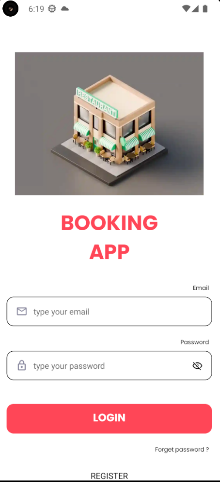 6:19
BOOKING
APP
Email
type your email
Password
type your password
LOGIN
Forget password ?
REGISTER